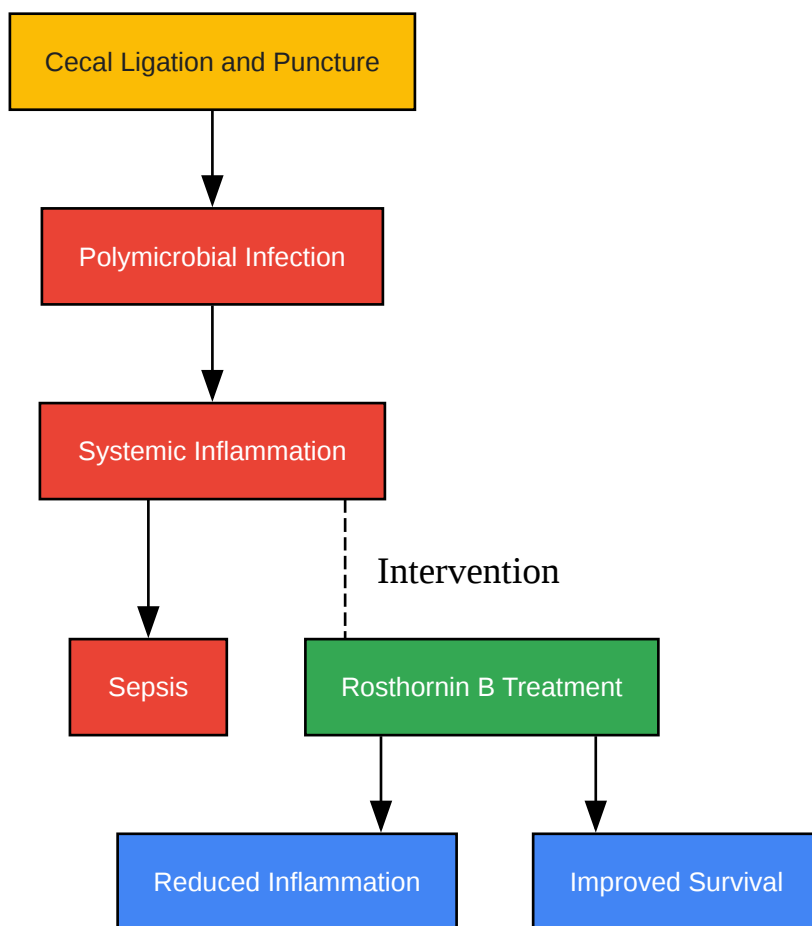 Cecal Ligation and Puncture
Polymicrobial Infection
Systemic Inflammation
Intervention
Sepsis
Rosthornin B Treatment
Reduced Inflammation
Improved Survival